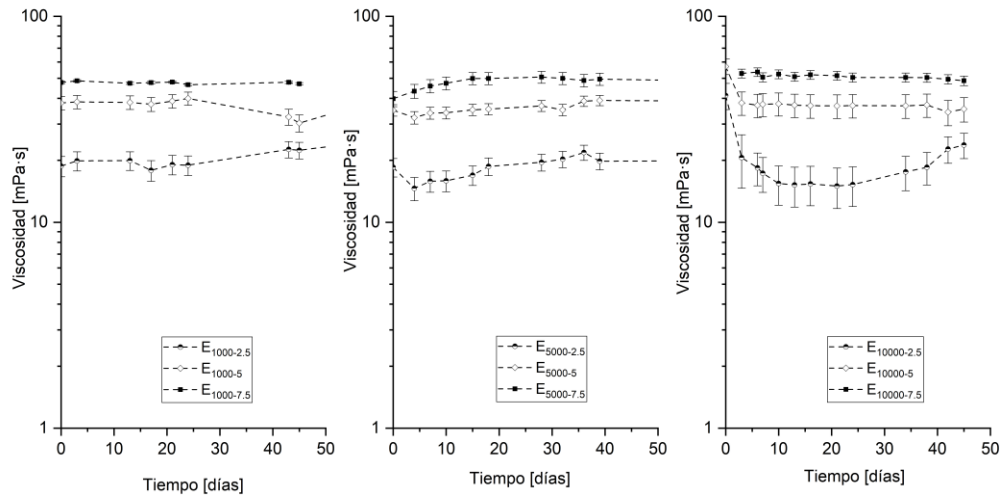 100
10
1
Viscosidad [mPa·s]
E1000-2.5
E1000-5
E1000-7.5
0 10 20 30 40 50
Tiempo [días]
100
10
1
Viscosidad [mPa·s]
E5000-2.5
E5000-5
E5000-7.5
0 10 20 30 40 50
Tiempo [días]
100
10
1
Viscosidad [mPa·s]
E10000-2.5
E10000-5
E10000-7.5
0 10 20 30 40 50
Tiempo [días]